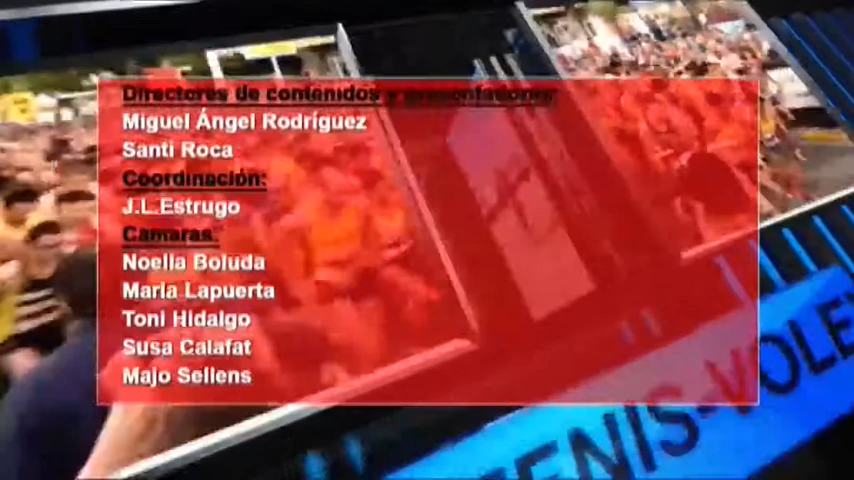 Directores de contenidos y presentadores:
Miguel Ángel Rodríguez
Santi Roca
Coordinación:
J.L.Estrugo
Camaras:
Noelia Boluda
Maria Lapuerta
Toni Hidalgo
Susa Calafat
Majo Sellens
TENIS-VOLE